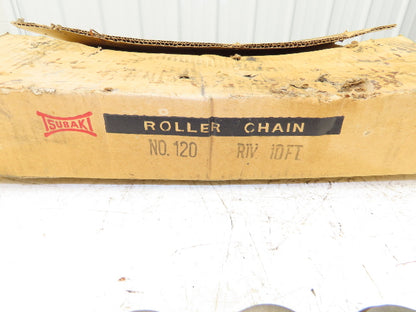 TSUBAKI
ROLLER CHAIN
NO. 120 RIV 10FT